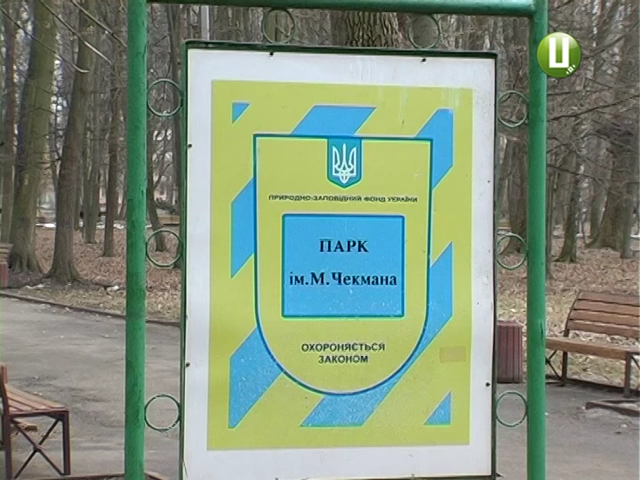 Ц
ПРИРОДНО-ЗАПОВІДНИЙ ФОНД УКРАЇНИ
ПАРК
ім.М.Чекмана
ОХОРОНЯЄТЬСЯ
ЗАКОНОМ